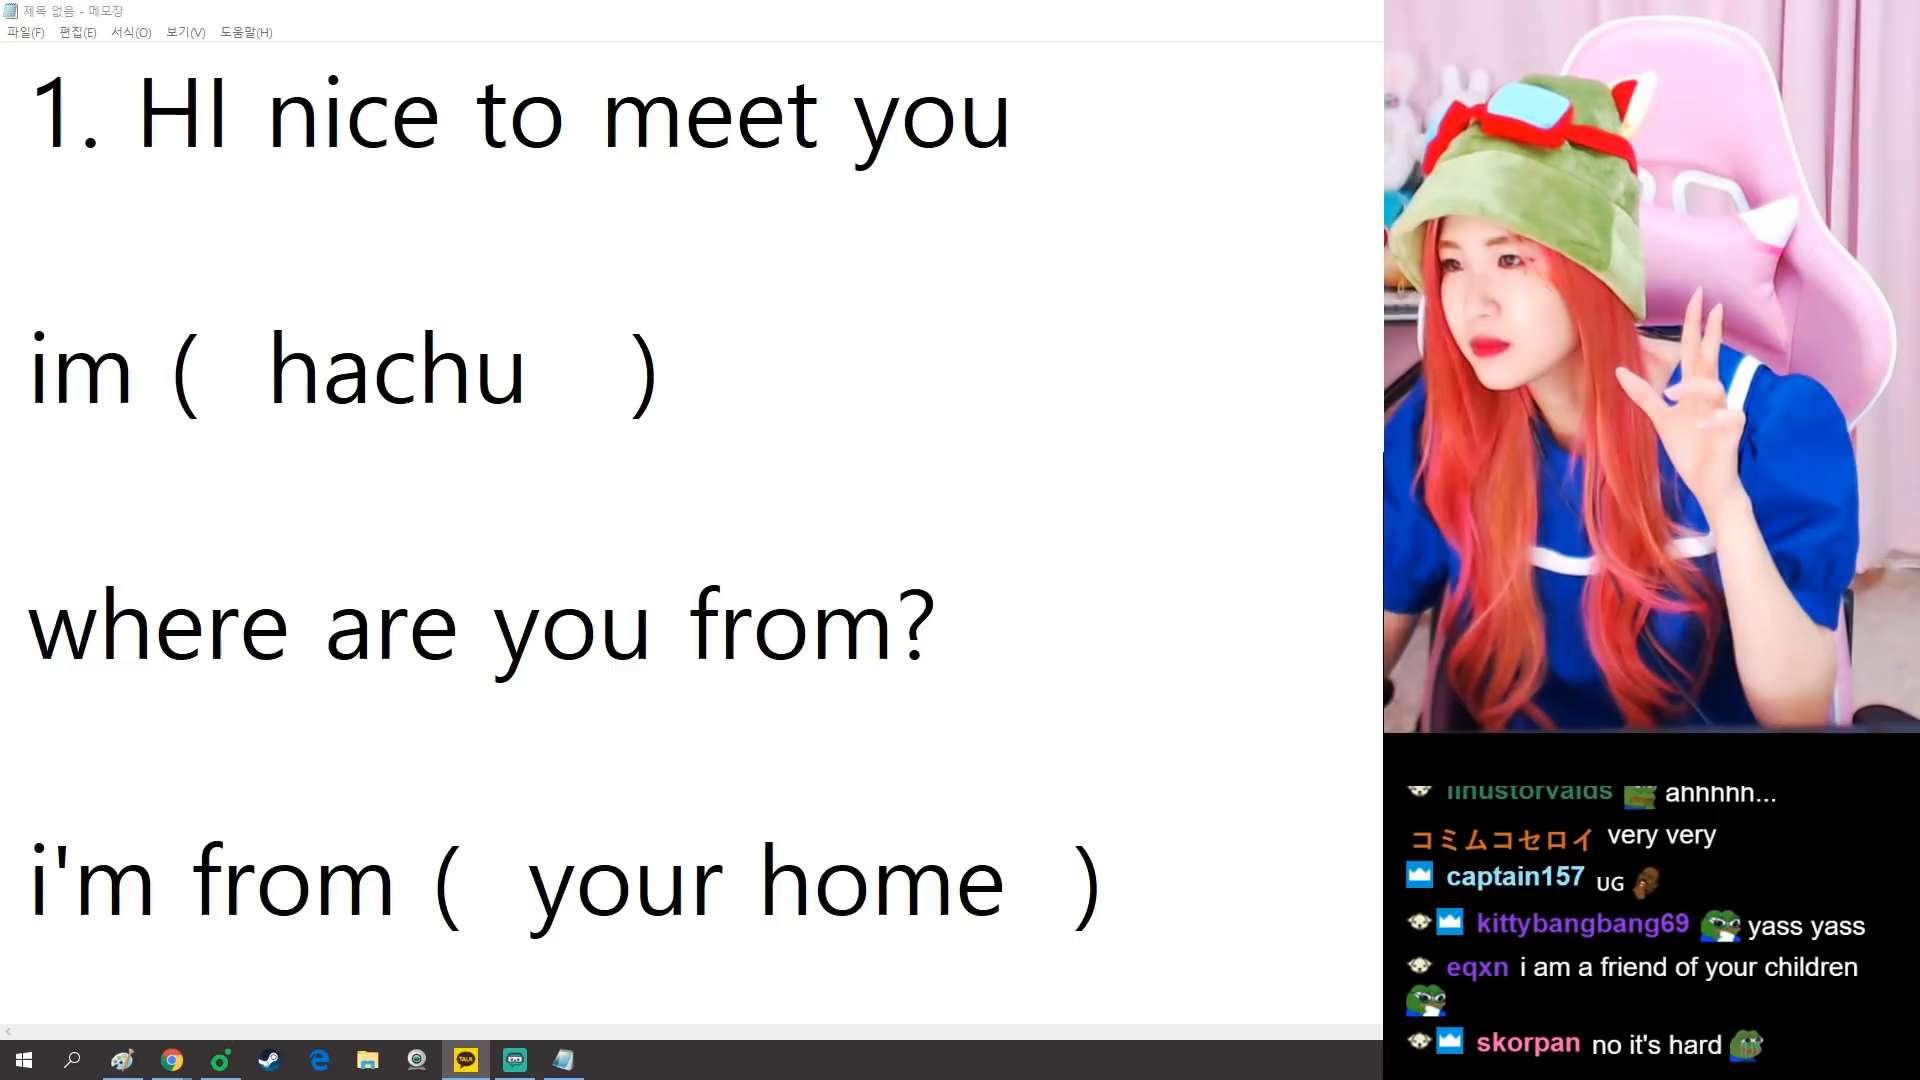 제목 없음 - 메모장
파일(F) 편집(E) 서식(O) 보기(V) 도움말(H)
1. HI nice to meet you
im (  hachu   )
where are you from?
i'm from (  your home  )
linustorvalds ahhhhh...
コミムコセロイ very very
captain157 UG
kittybangbang69 yass yass
eqxn i am a friend of your children
skorpan no it's hard
TALK